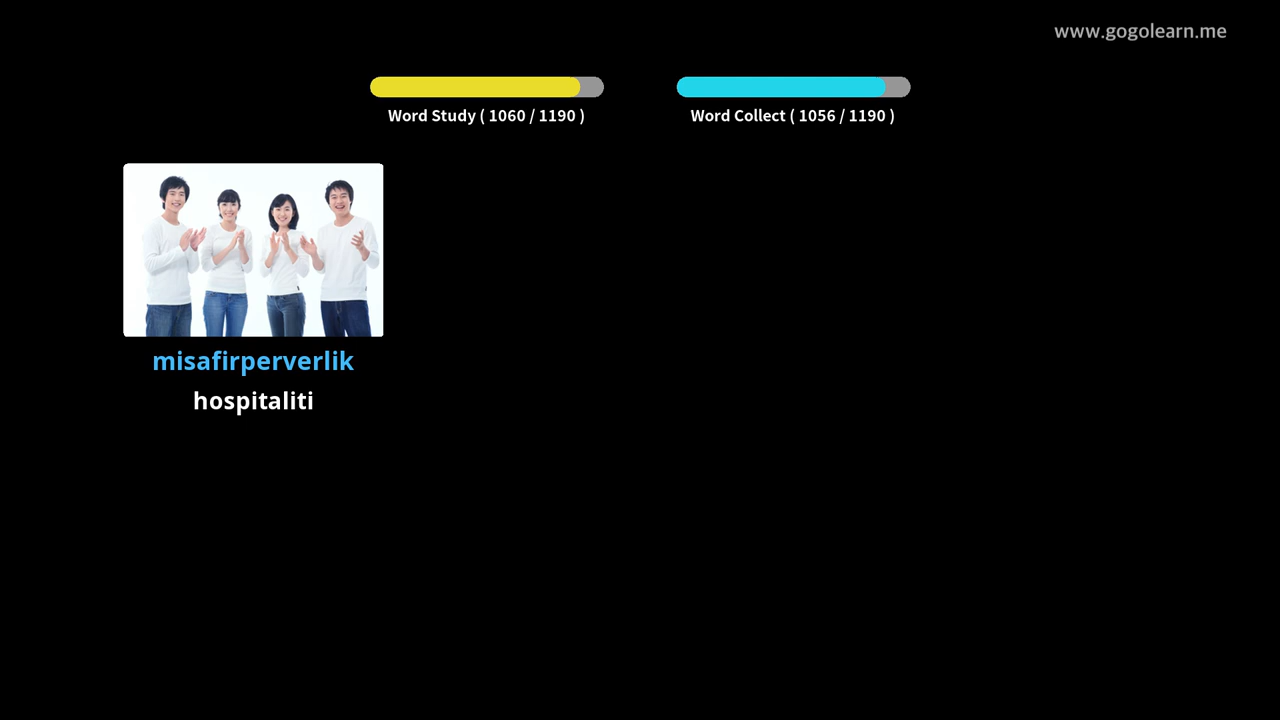 www.gogolearn.me
Word Study ( 1060 / 1190 )
Word Collect ( 1056 / 1190 )
misafirperverlik
hospitaliti